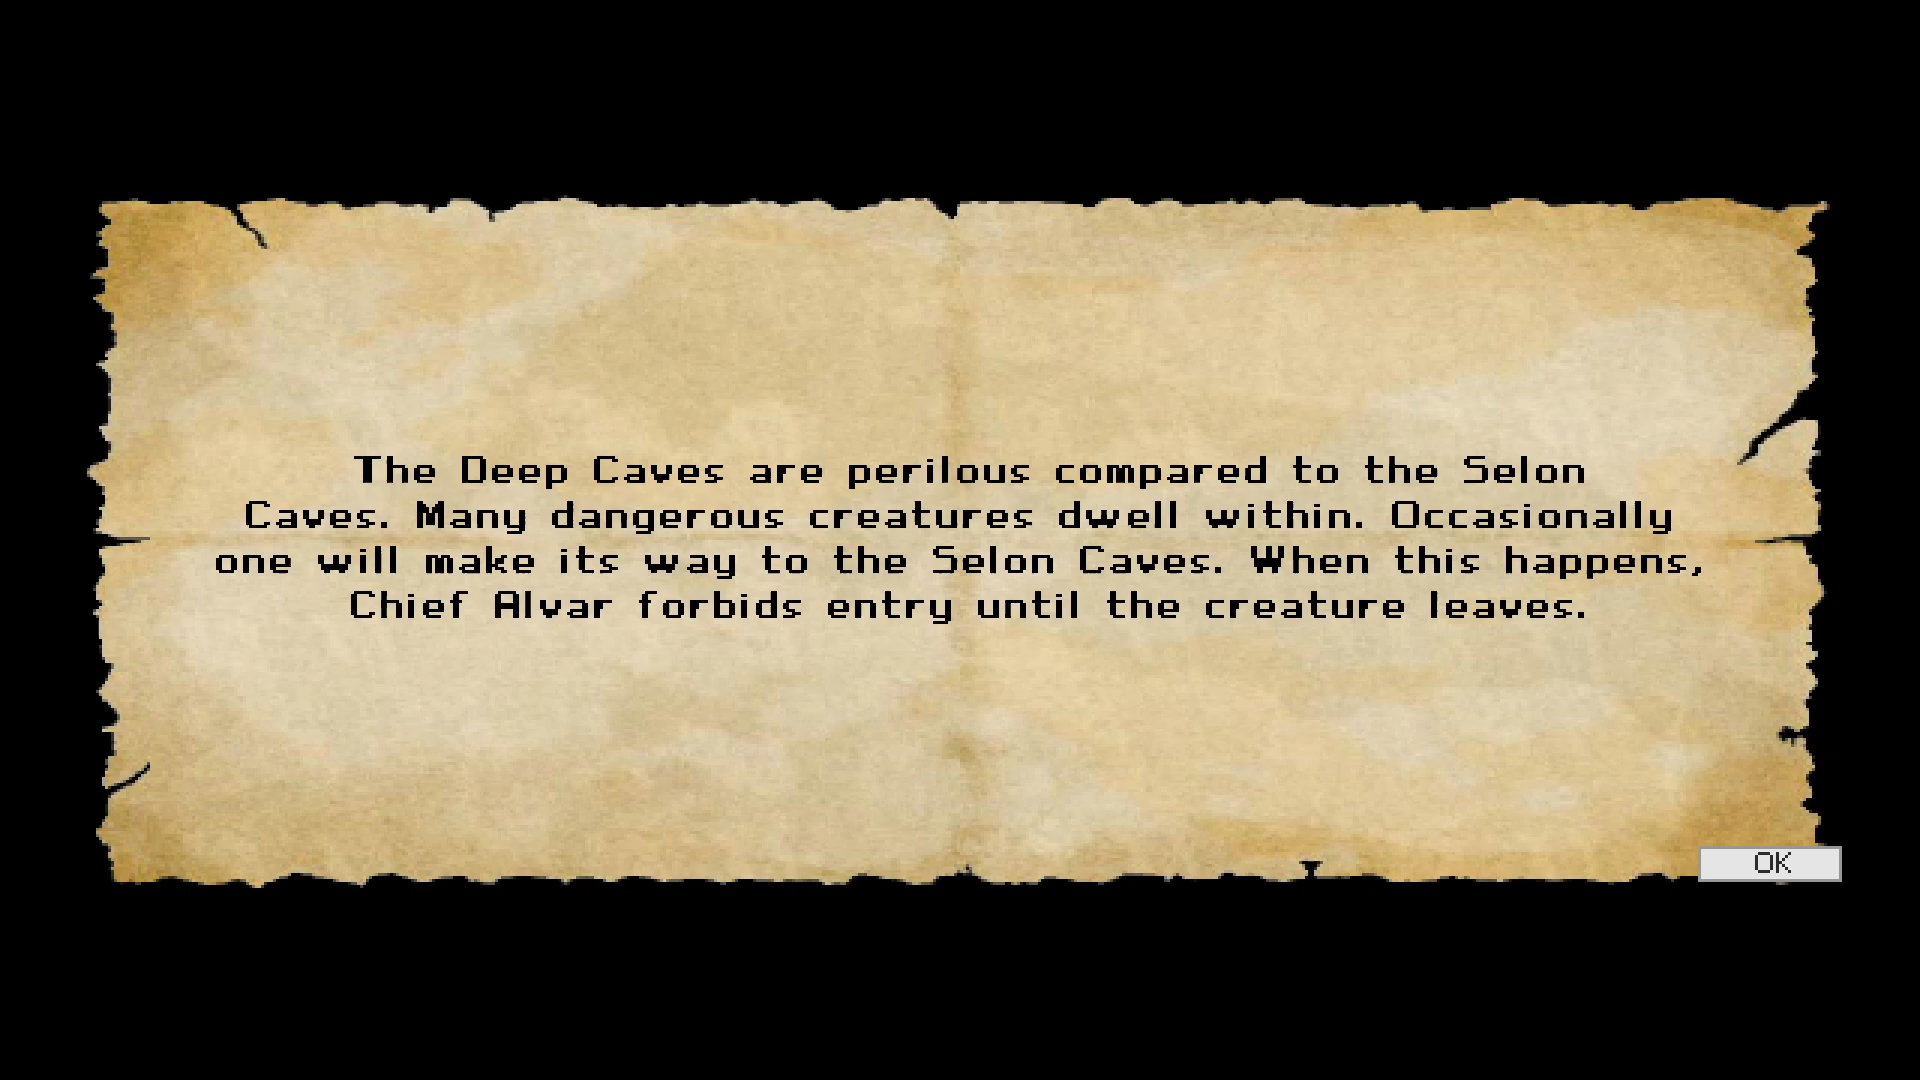 The Deep Caves are perilous compared to the Selon
Caves. Many dangerous creatures dwell within. Occasionally
one will make its way to the Selon Caves. When this happens,
Chief Alvar forbids entry until the creature leaves.
OK